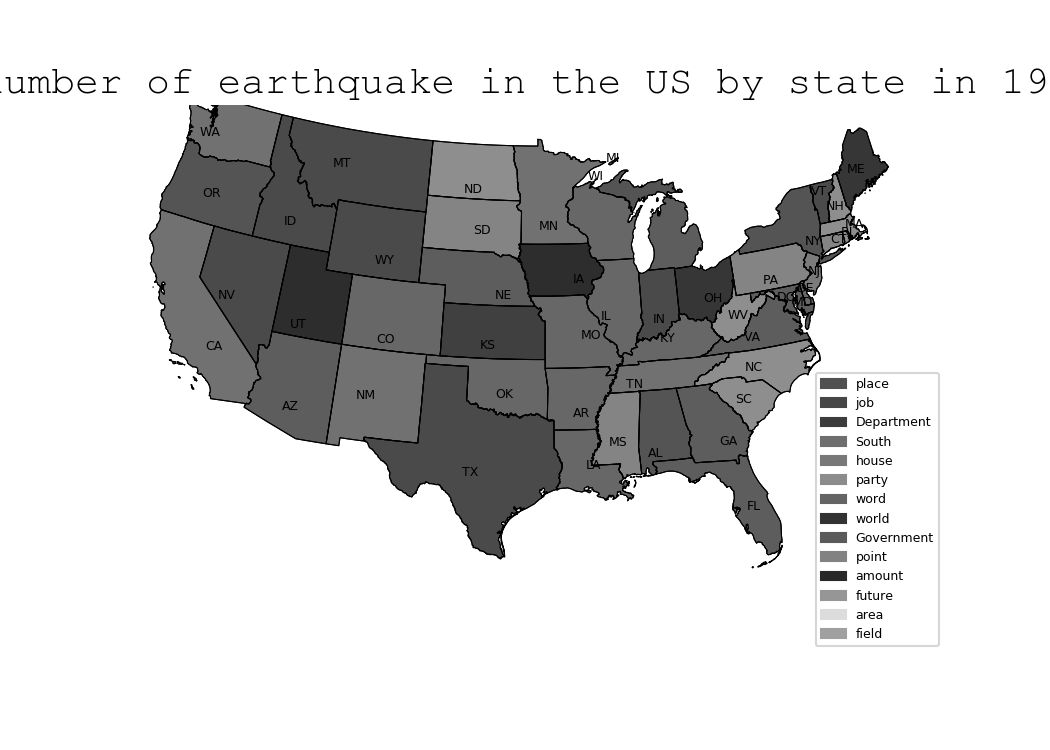 umber of earthquake in the US by state in 19
WA
MT
ME
MI
WI
VT
ND
OR
NH
ID
SD
MN
MA
RI
NY
CT
WY
NJ
PA
IA
NE
DE
NV
OH
DC
MD
UT
IL
IN
WV
CO
MO
KY
VA
CA
KS
NC
TN
NM
OK
SC
AZ
AR
MS
GA
AL
TX
LA
FL
place
job
Department
South
house
party
word
world
Government
point
amount
future
area
field